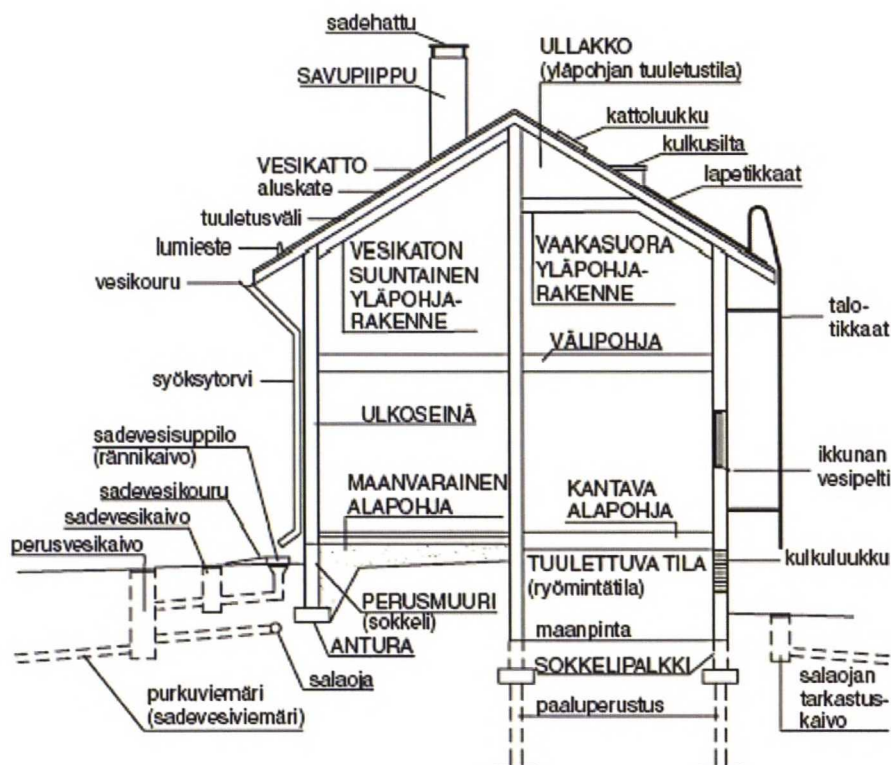 sadehattu
SAVUPIIPPU
ULLAKKO
(yläpohjan tuuletustila)
kattoluukku
kulkusilta
lapetikkaat
VESIKATTO
aluskate
tuuletusväli
lumieste
vesikouru
VESIKATON
SUUNTAINEN
YLÄPOHJA-
RAKENNE
VAAKASUORA
YLÄPOHJA-
RAKENNE
talo-
tikkaat
VÄLIPOHJA
syöksytorvi
ULKOSEINÄ
sadevesisuppilo
(rännikaivo)
sadevesikouru
sadevesikaivo
perusvesikaivo
MAANVARAINEN
ALAPOHJA
KANTAVA
ALAPOHJA
ikkunan
vesipelti
kulkuluukku
TUULETTUVA TILA
(ryömintätila)
PERUSMUURI
(sokkeli)
ANTURA
maanpinta
SOKKELIPALKKI
salaoja
purkuviemäri
(sadevesiviemäri)
paaluperustus
salaojan
tarkastus-
kaivo